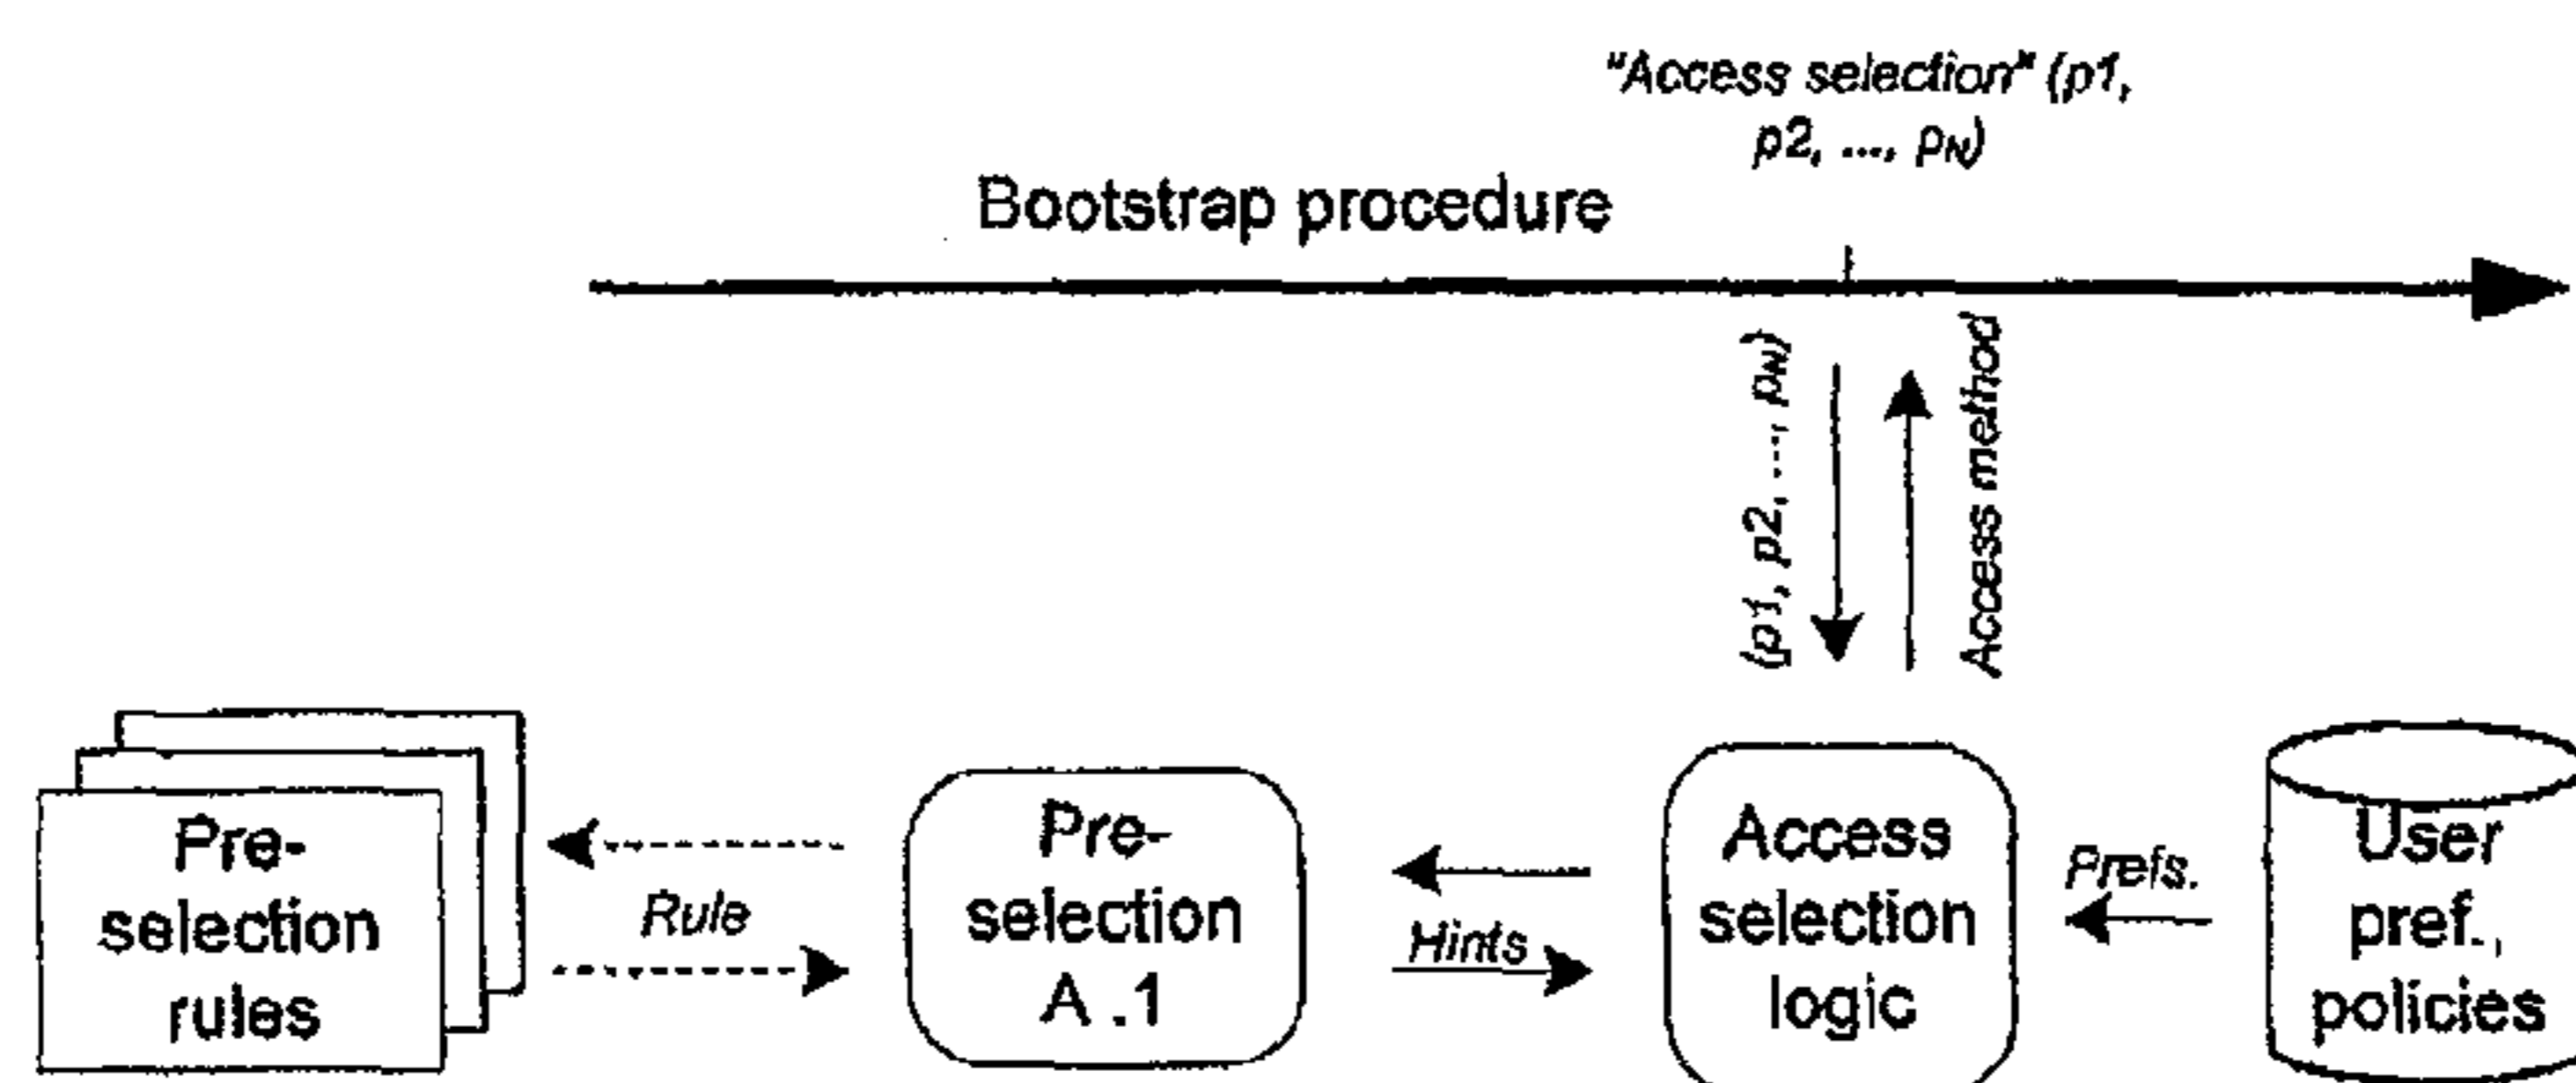 "Access selection" (p1,
p2, ..., pN)
Bootstrap procedure
(p1, p2, ..., pN)
Access method
Pre-
selection
rules
Rule
Pre-
selection
A .1
Hints
Access
selection
logic
Prefs.
User
pref.,
policies